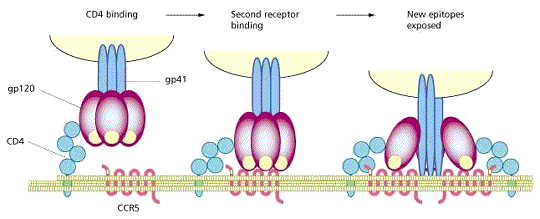 CD4 binding
Second receptor
binding
New epitopes
exposed
gp41
gp120
CD4
CCR5